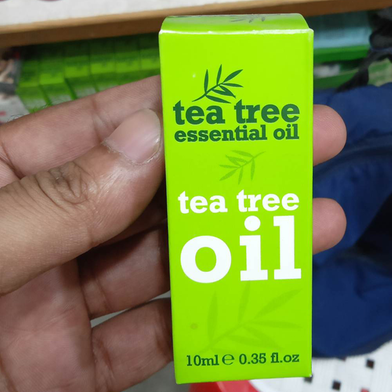 tea tree
essential oil
tea tree
oil
10ml ℮ 0.35 fl.oz